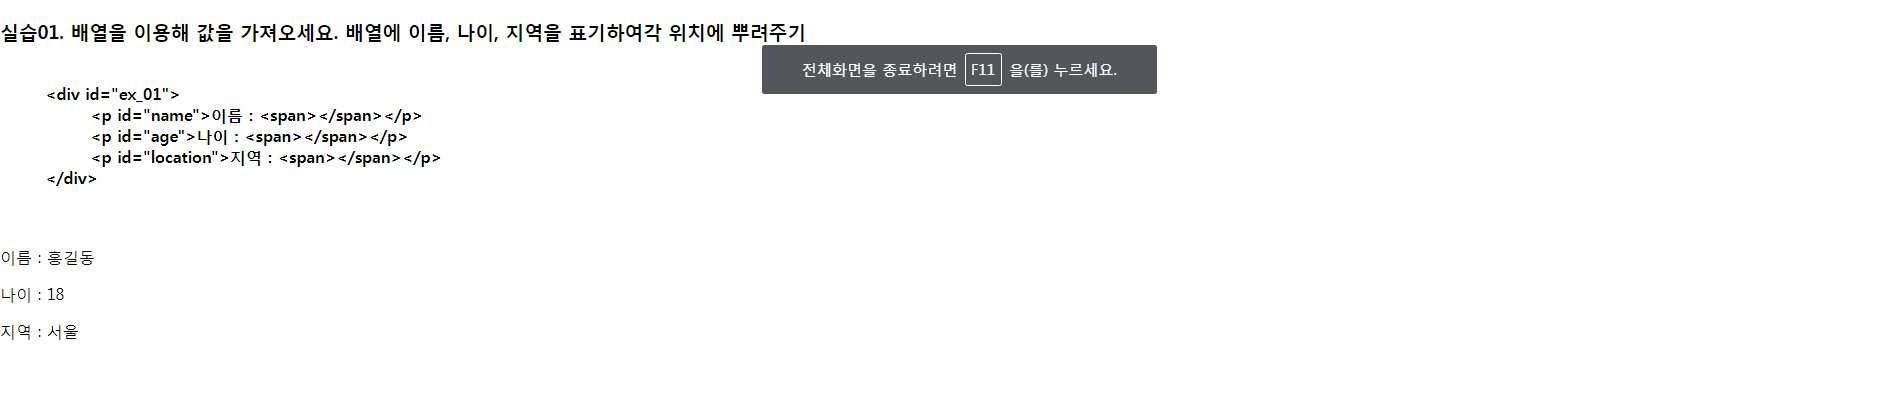 실습01. 배열을 이용해 값을 가져오세요. 배열에 이름, 나이, 지역을 표기하여각 위치에 뿌려주기
전체화면을 종료하려면 F11 을(를) 누르세요.
<div id="ex_01">
<p id="name">이름 : <span></span></p>
<p id="age">나이 : <span></span></p>
<p id="location">지역 : <span></span></p>
</div>
이름 : 홍길동
나이 : 18
지역 : 서울